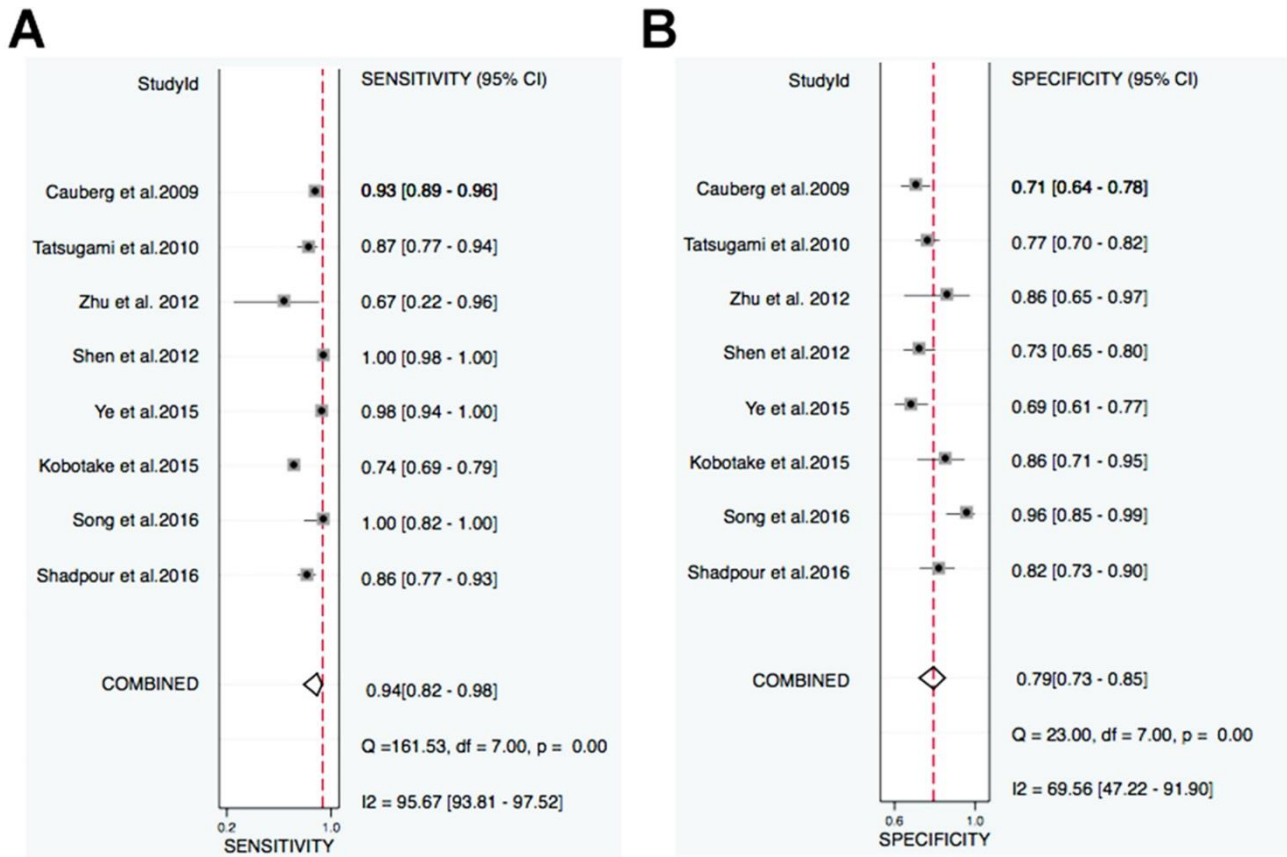 A
StudyId SENSITIVITY (95% CI)
Cauberg et al.2009 0.93 [0.89 - 0.96]
Tatsugami et al.2010 0.87 [0.77 - 0.94]
Zhu et al. 2012 0.67 [0.22 - 0.96]
Shen et al.2012 1.00 [0.98 - 1.00]
Ye et al.2015 0.98 [0.94 - 1.00]
Kobotake et al.2015 0.74 [0.69 - 0.79]
Song et al.2016 1.00 [0.82 - 1.00]
Shadpour et al.2016 0.86 [0.77 - 0.93]
COMBINED 0.94[0.82 - 0.98]
Q =161.53, df = 7.00, p = 0.00
I2 = 95.67 [93.81 - 97.52]
0.2 1.0
SENSITIVITY
B
StudyId SPECIFICITY (95% CI)
Cauberg et al.2009 0.71 [0.64 - 0.78]
Tatsugami et al.2010 0.77 [0.70 - 0.82]
Zhu et al. 2012 0.86 [0.65 - 0.97]
Shen et al.2012 0.73 [0.65 - 0.80]
Ye et al.2015 0.69 [0.61 - 0.77]
Kobotake et al.2015 0.86 [0.71 - 0.95]
Song et al.2016 0.96 [0.85 - 0.99]
Shadpour et al.2016 0.82 [0.73 - 0.90]
COMBINED 0.79[0.73 - 0.85]
Q = 23.00, df = 7.00, p = 0.00
I2 = 69.56 [47.22 - 91.90]
0.6 1.0
SPECIFICITY